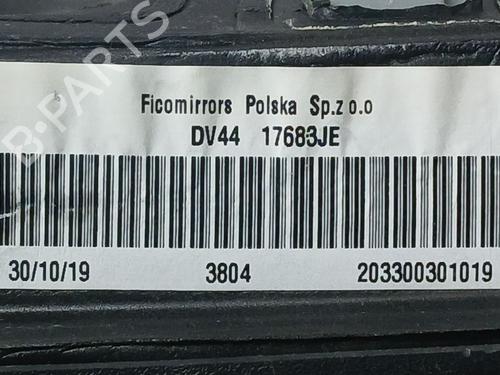 B-PARTS
Ficomirrors Polska Sp.z o.o
DV44 17683JE
30/10/19 3804 203300301019